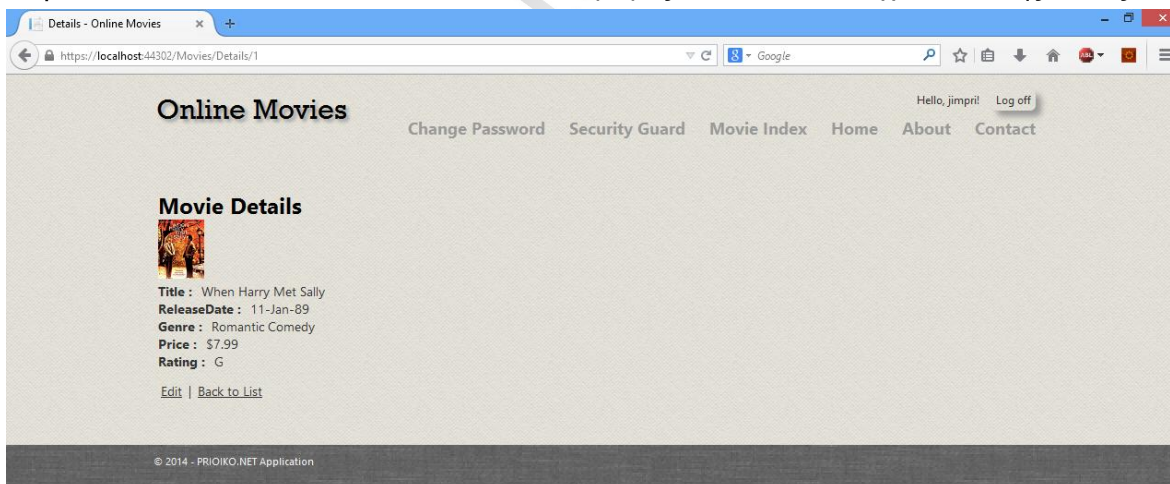 Details - Online Movies
https://localhost:44302/Movies/Details/1
Google
ABL
Online Movies
Hello, jimpri! Log off
Change Password Security Guard Movie Index Home About Contact
Movie Details
Title : When Harry Met Sally
ReleaseDate : 11-Jan-89
Genre : Romantic Comedy
Price : $7.99
Rating : G
Edit | Back to List
© 2014 - PRIOIKO.NET Application